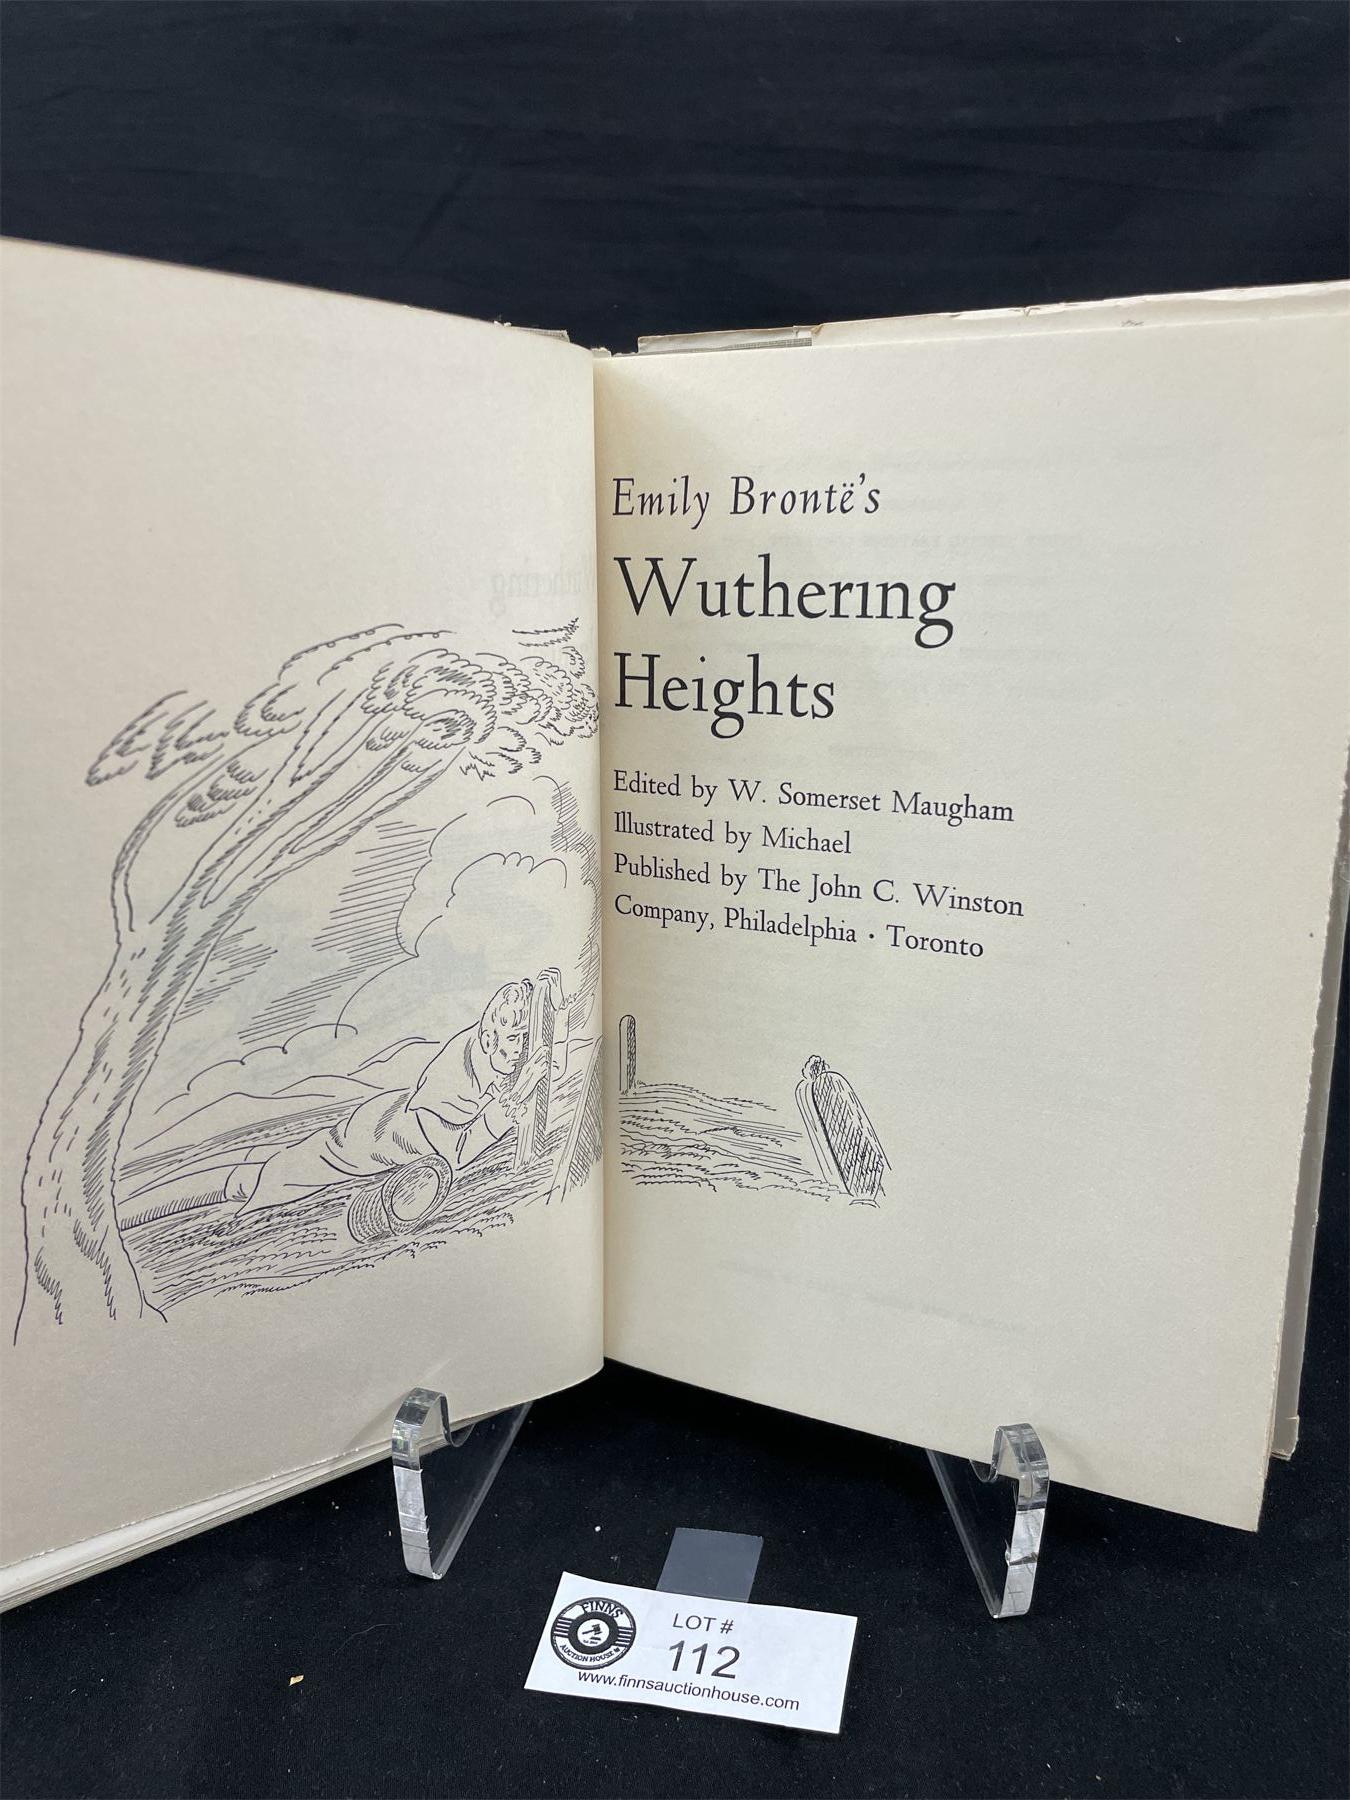 Emily Brontë's
Wuthering
Heights
Edited by W. Somerset Maugham
Illustrated by Michael
Published by The John C. Winston
Company, Philadelphia · Toronto
FINNS
AUCTION HOUSE
LOT #
112
www.finnsauctionhouse.com